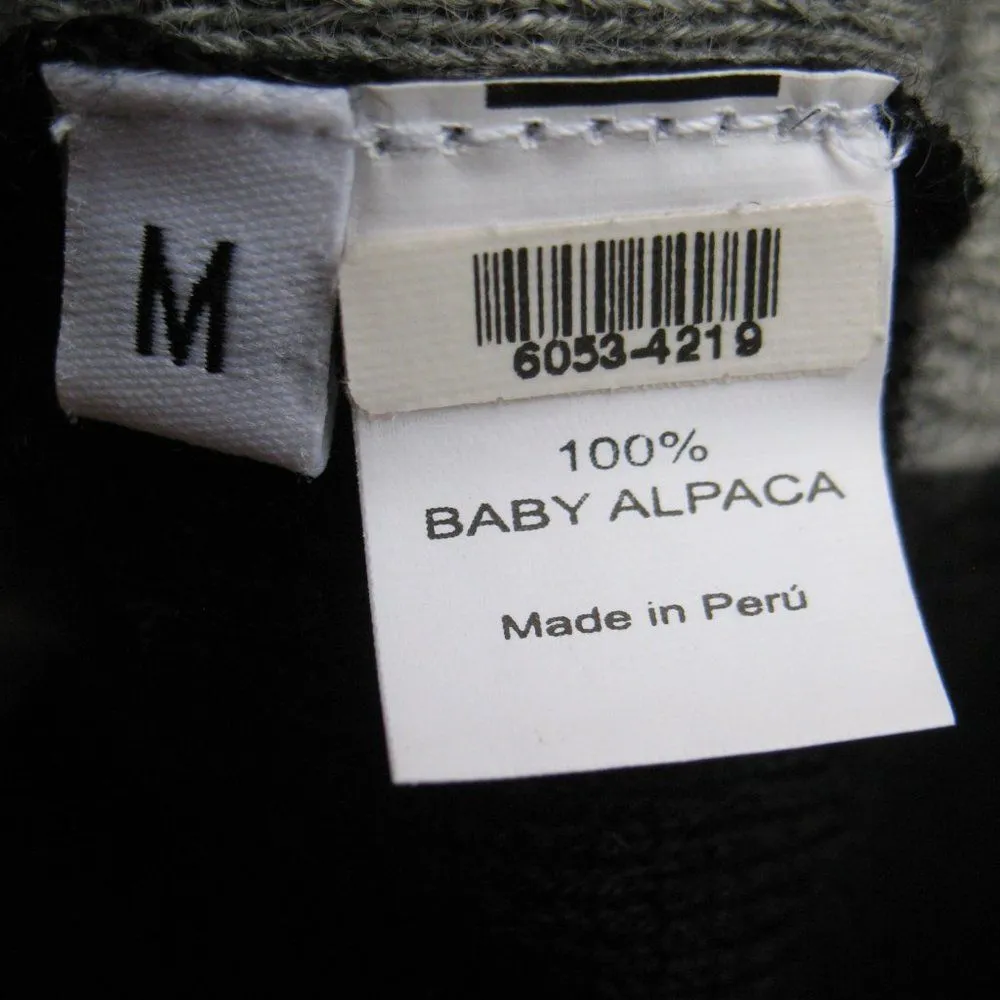 M
6053-4219
100%
BABY ALPACA
Made in Perú